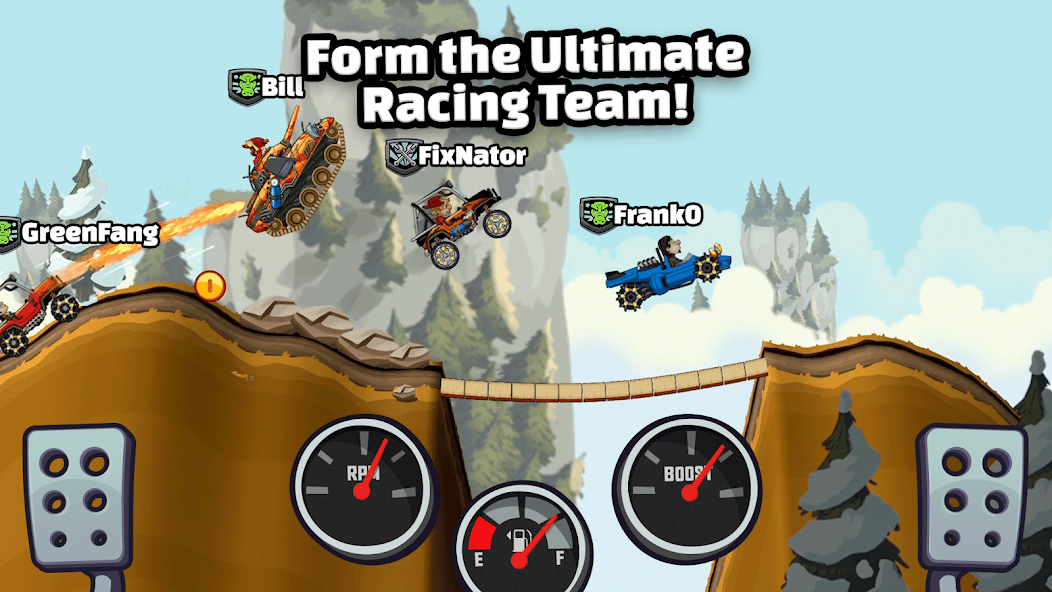 Form the Ultimate
Racing Team!
Bill
FixNator
FrankO
GreenFang
RPM
BOOST
E
F